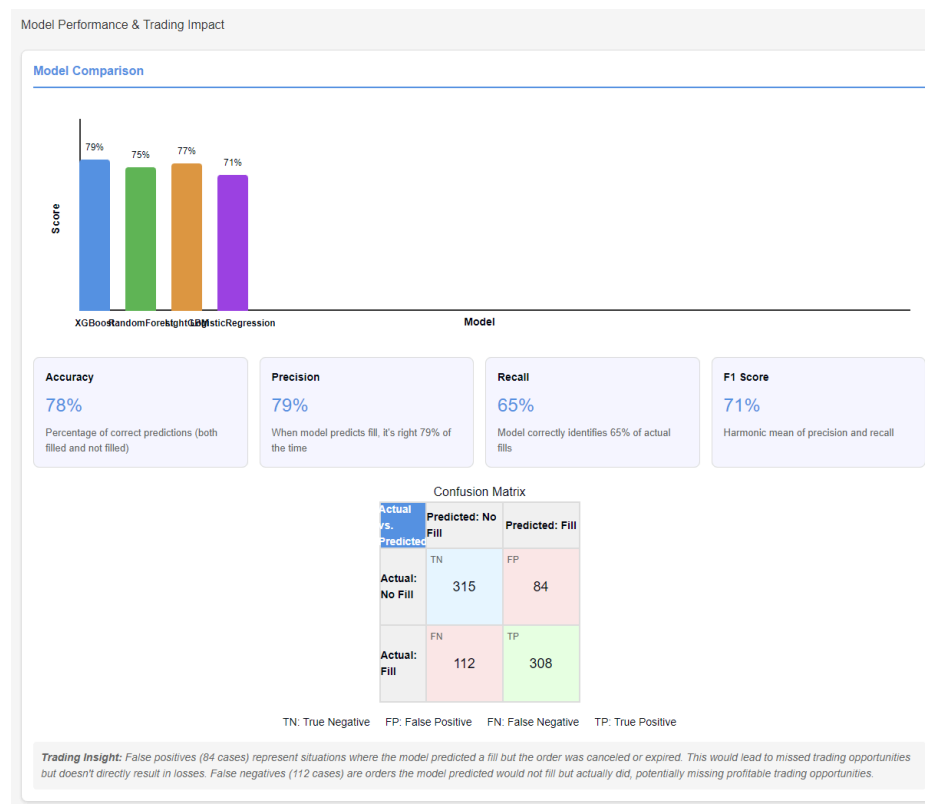 Model Performance & Trading Impact
Model Comparison
79%
75%
77%
71%
Score
XGBoost
RandomForest
LightGBM
LogisticRegression
Model
Accuracy
78%
Percentage of correct predictions (both
filled and not filled)
Precision
79%
When model predicts fill, it's right 79% of
the time
Recall
65%
Model correctly identifies 65% of actual
fills
F1 Score
71%
Harmonic mean of precision and recall
Confusion Matrix
Actual
vs.
Predicted
Predicted: No
Fill
Predicted: Fill
Actual:
No Fill
TN
315
FP
84
Actual:
Fill
FN
112
TP
308
TN: True Negative FP: False Positive FN: False Negative TP: True Positive
Trading Insight: False positives (84 cases) represent situations where the model predicted a fill but the order was canceled or expired. This would lead to missed trading opportunities
but doesn't directly result in losses. False negatives (112 cases) are orders the model predicted would not fill but actually did, potentially missing profitable trading opportunities.